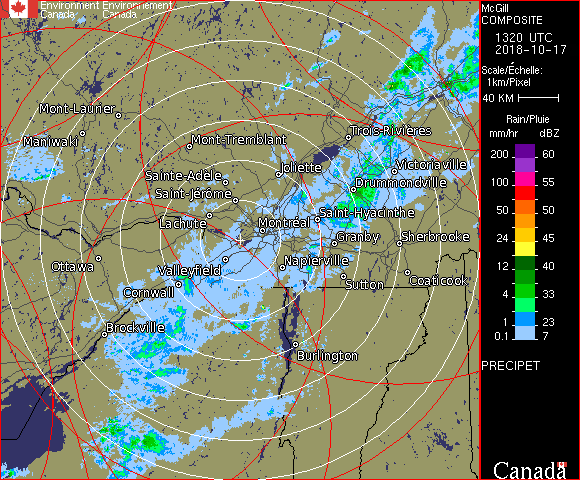 Environment Environnement
Canada Canada
McGill
COMPOSITE
1320 UTC
2018-10-17
Scale/Échelle:
1km/Pixel
40 KM
Rain/Pluie
mm/hr dBZ
200 60
100 55
50 50
24 45
12 40
4 33
1 23
0.1 7
PRECIPET
Canada
Mont-Laurier
Maniwaki
Mont-Tremblant
Trois-Rivières
Sainte-Adèle
Joliette
Victoriaville
Saint-Jérôme
Drummondville
Lachute
Montréal
Saint-Hyacinthe
Granby
Sherbrooke
Ottawa
Valleyfield
Napierville
Cornwall
Sutton
Coaticook
Brockville
Burlington